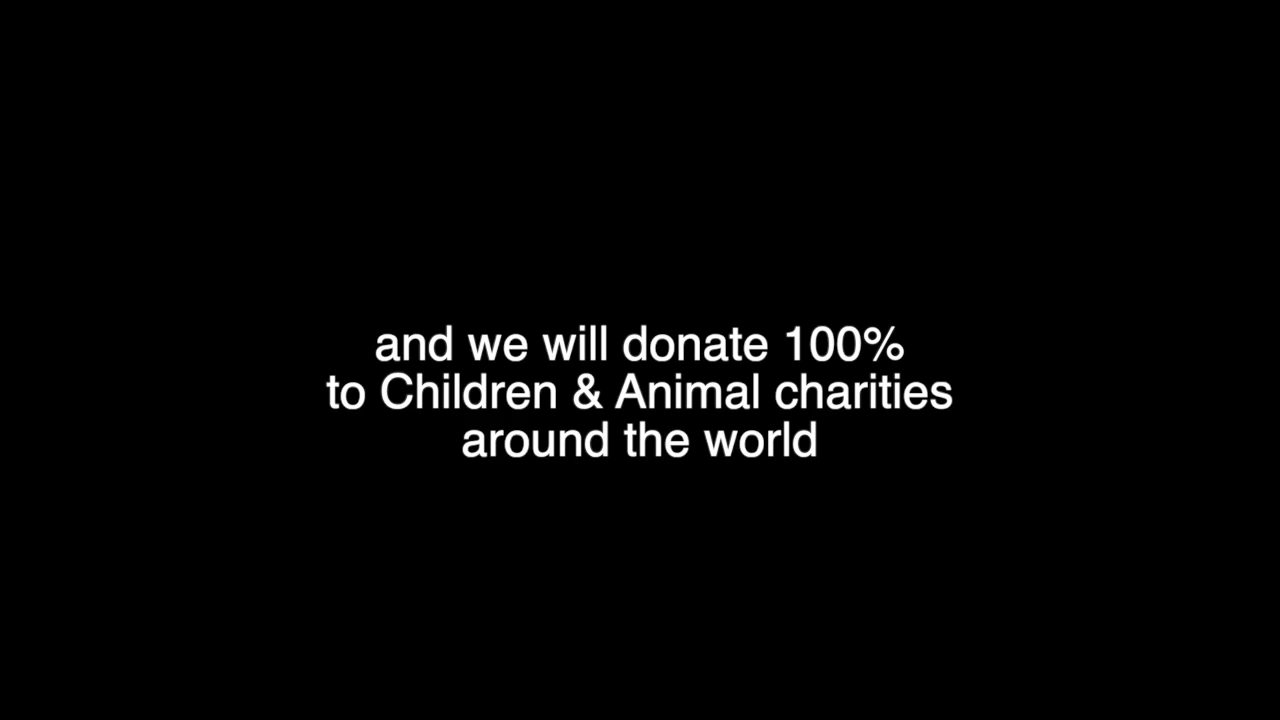 and we will donate 100%
to Children & Animal charities
around the world